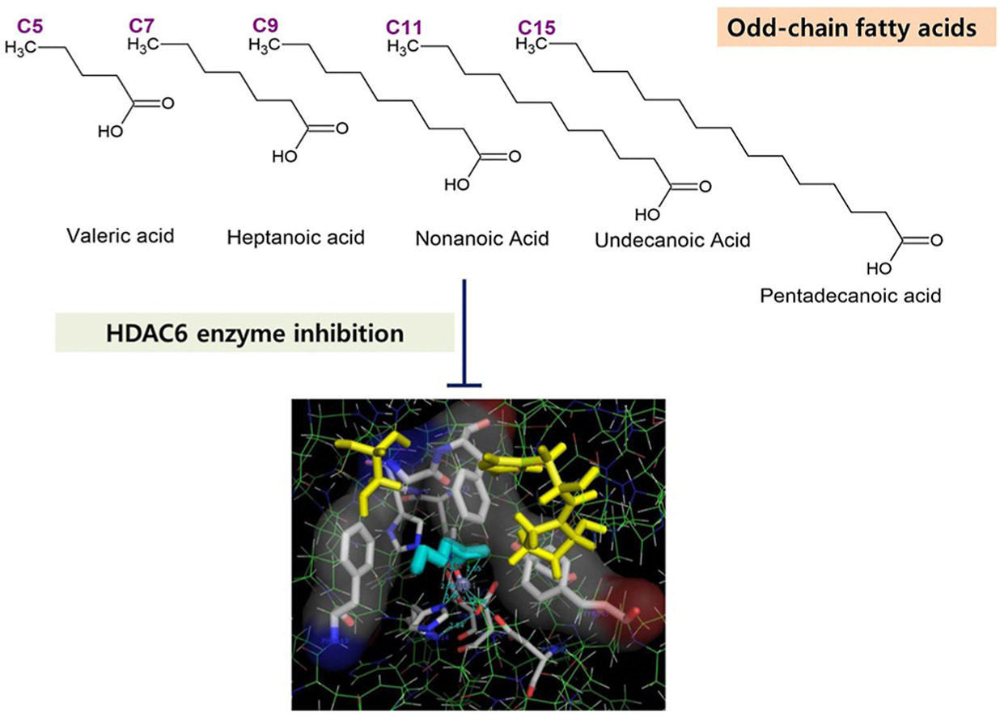 C5
C7
C9
C11
C15
Odd-chain fatty acids
H₃C
H₃C
H₃C
H₃C
H₃C
O
HO
O
HO
O
HO
O
HO
O
HO
Valeric acid
Heptanoic acid
Nonanoic Acid
Undecanoic Acid
Pentadecanoic acid
HDAC6 enzyme inhibition